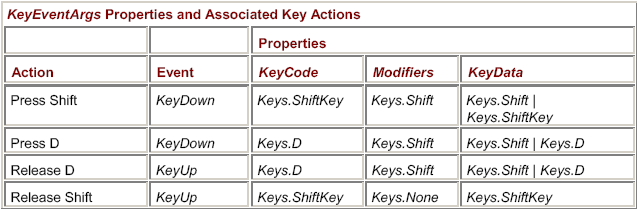 KeyEventArgs Properties and Associated Key Actions
Properties
Action Event KeyCode Modifiers KeyData
Press Shift KeyDown Keys.ShiftKey Keys.Shift Keys.Shift |
Keys.ShiftKey
Press D KeyDown Keys.D Keys.Shift Keys.Shift | Keys.D
Release D KeyUp Keys.D Keys.Shift Keys.Shift | Keys.D
Release Shift KeyUp Keys.ShiftKey Keys.None Keys.ShiftKey